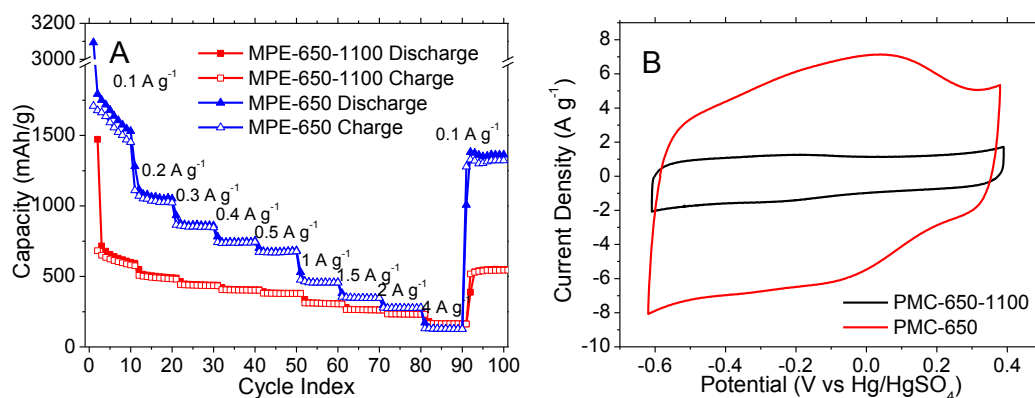 A
MPE-650-1100 Discharge
MPE-650-1100 Charge
MPE-650 Discharge
MPE-650 Charge
0.1 A g⁻¹
0.2 A g⁻¹
0.3 A g⁻¹
0.4 A g⁻¹
0.5 A g⁻¹
1 A g⁻¹
1.5 A g⁻¹
2 A g⁻¹
4 A g⁻¹
0.1 A g⁻¹
3200
3000
1500
1000
500
0
Capacity (mAh/g)
0 10 20 30 40 50 60 70 80 90 100
Cycle Index
B
8
6
4
2
0
-2
-4
-6
-8
-10
Current Density (A g⁻¹)
PMC-650-1100
PMC-650
-0.6 -0.4 -0.2 0.0 0.2 0.4
Potential (V vs Hg/HgSO₄)